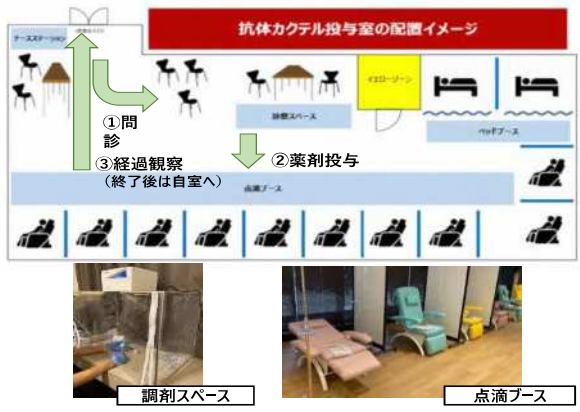 抗体カクテル投与室の配置イメージ
ナースステーション
イエローゾーン
①問
診
診察スペース
ベッドブース
②薬剤投与
③経過観察
（終了後は自室へ）
点滴ブース
調剤スペース
点滴ブース